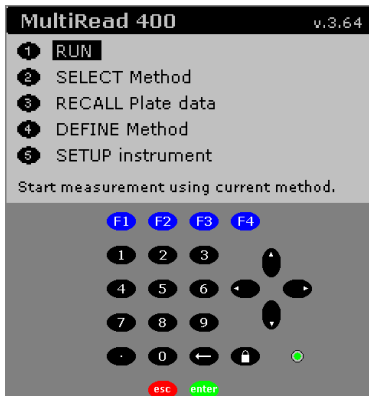 MultiRead 400 v.3.64
1 RUN
2 SELECT Method
3 RECALL Plate data
4 DEFINE Method
5 SETUP instrument
Start measurement using current method.
F1 F2 F3 F4
1 2 3
4 5 6
7 8 9
. 0 ←
esc enter